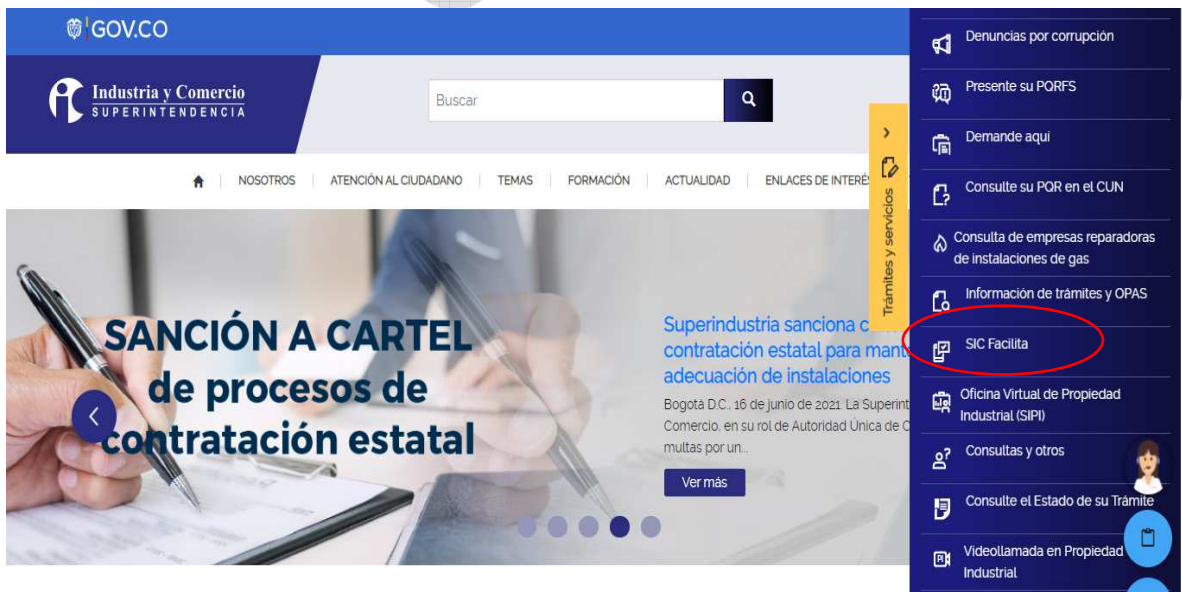 GOV.CO
Industria y Comercio
SUPERINTENDENCIA
Buscar
NOSOTROS
ATENCIÓN AL CIUDADANO
TEMAS
FORMACIÓN
ACTUALIDAD
ENLACES DE INTERÉS
Trámites y servicios
SANCIÓN A CARTEL
de procesos de
contratación estatal
Superindustria sanciona c
contratación estatal para mant
adecuación de instalaciones
Bogotá D.C., 16 de junio de 2021. La Superint
Comercio, en su rol de Autoridad Única de C
multas por un...
Ver más
Denuncias por corrupción
Presente su PQRFS
Demande aquí
Consulte su PQR en el CUN
Consulta de empresas reparadoras
de instalaciones de gas
Información de trámites y OPAS
SIC Facilita
Oficina Virtual de Propiedad
Industrial (SIPI)
Consultas y otros
Consulte el Estado de su Trámite
Videollamada en Propiedad
Industrial